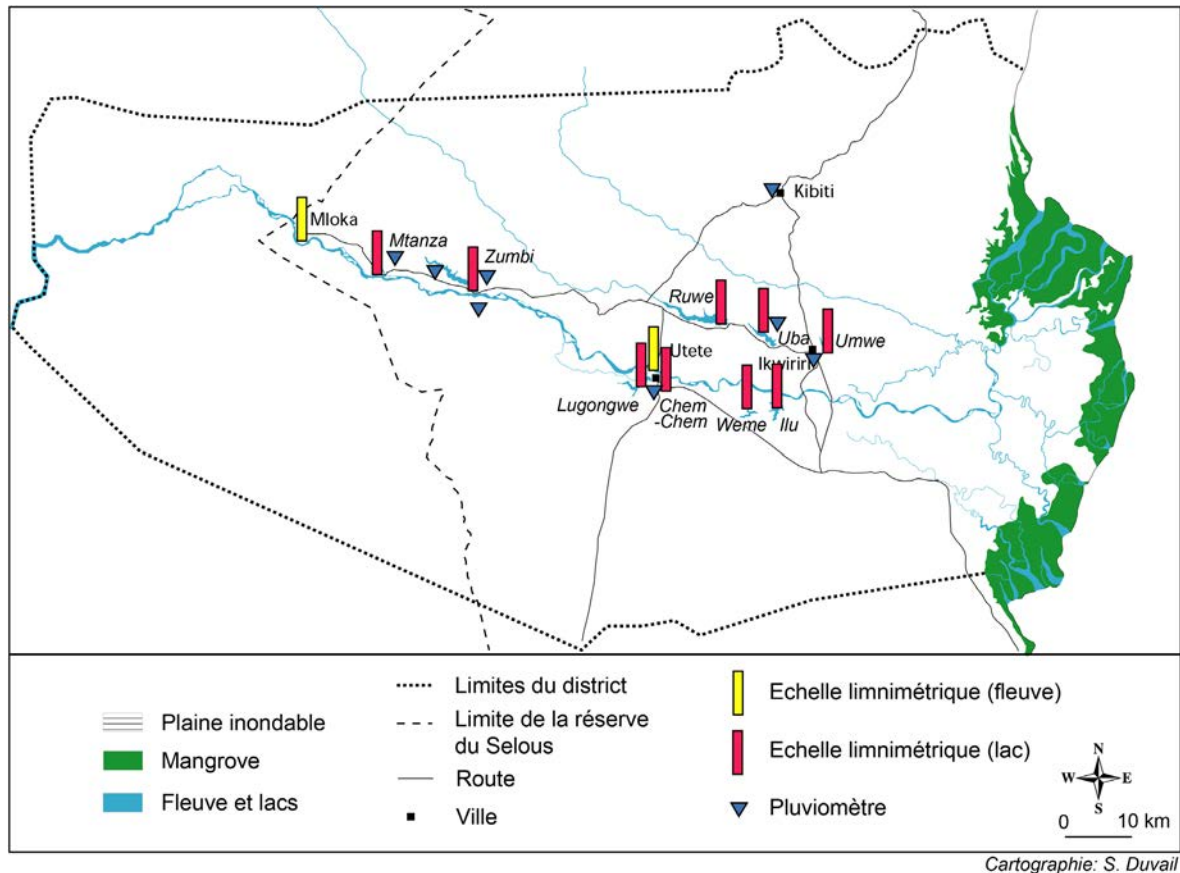 Kibiti
Mloka
Mtanza
Zumbi
Ruwe
Uba
Umwe
Utete
Ikwiriri
Lugongwe
Chem
-Chem
Weme
Ilu
Plaine inondable
Mangrove
Fleuve et lacs
Limites du district
Limite de la réserve
du Selous
Route
Ville
Echelle limnimétrique (fleuve)
Echelle limnimétrique (lac)
Pluviomètre
N
W E
S
0 10 km
Cartographie: S. Duvail